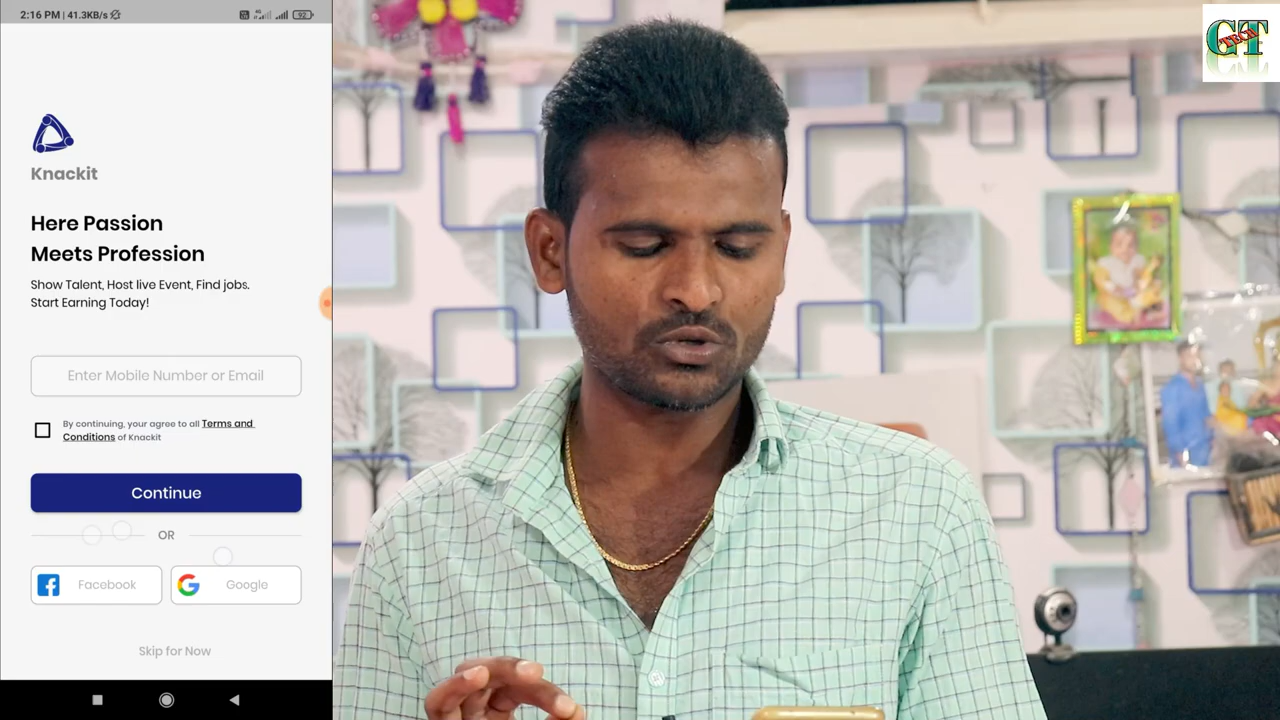 2:16 PM | 41.3KB/s
92
Knackit
Here Passion
Meets Profession
Show Talent, Host live Event, Find jobs.
Start Earning Today!
Enter Mobile Number or Email
By continuing, your agree to all Terms and
Conditions of Knackit
Continue
OR
Facebook
Google
Skip for Now
GT
TECH